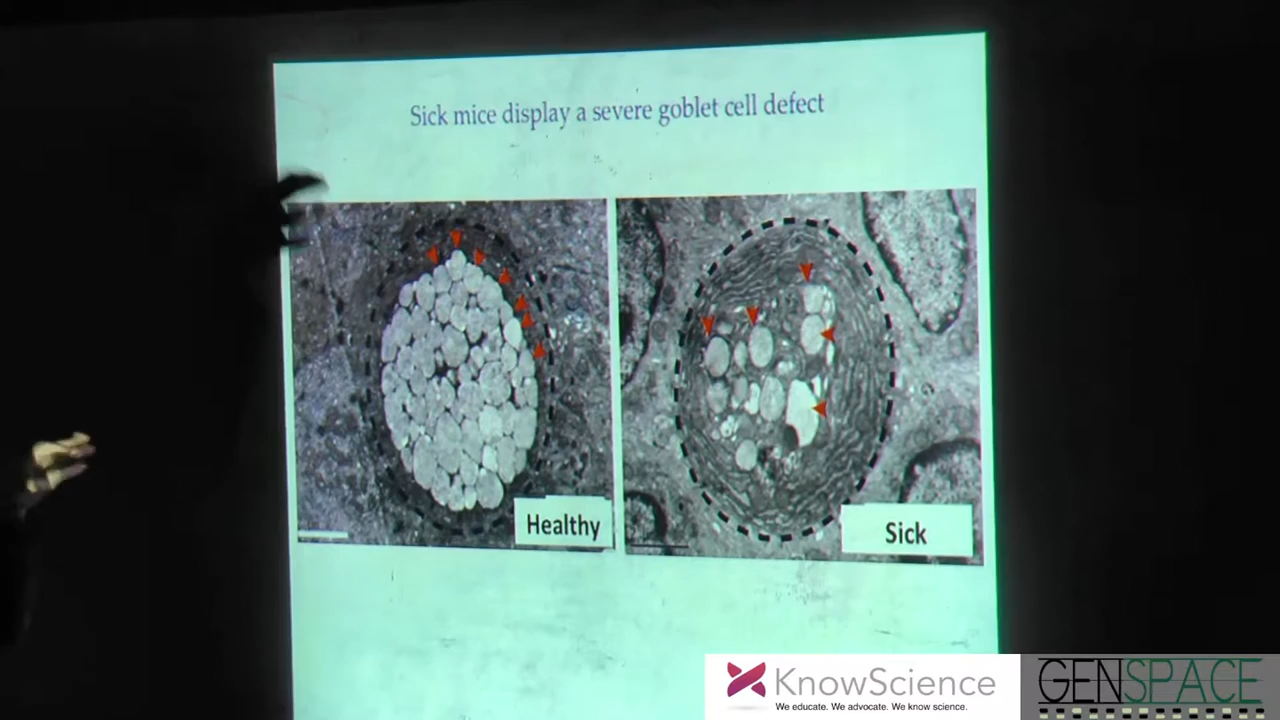 Sick mice display a severe goblet cell defect
Healthy
Sick
KnowScience
We educate. We advocate. We know science.
GENSPACE